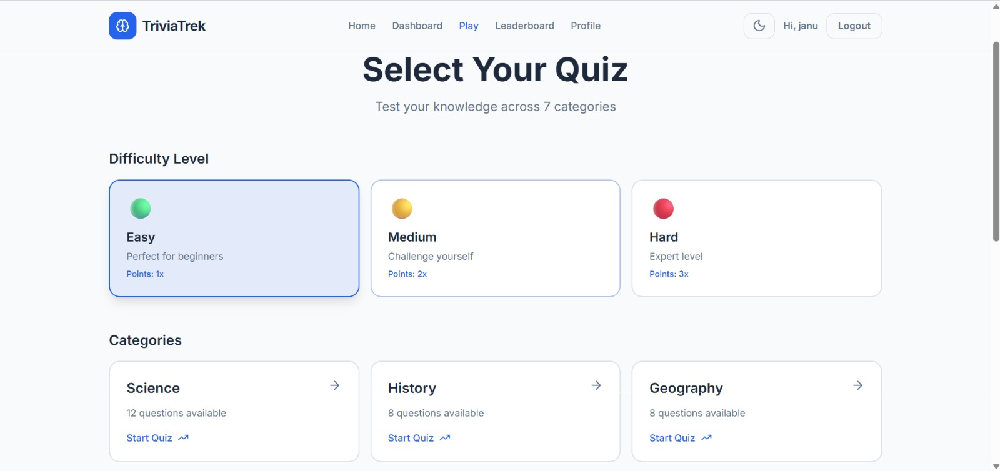 TriviaTrek
Home Dashboard Play Leaderboard Profile
Hi, janu Logout
Select Your Quiz
Test your knowledge across 7 categories
Difficulty Level
Easy
Perfect for beginners
Points: 1x
Medium
Challenge yourself
Points: 2x
Hard
Expert level
Points: 3x
Categories
Science
12 questions available
Start Quiz
History
8 questions available
Start Quiz
Geography
8 questions available
Start Quiz